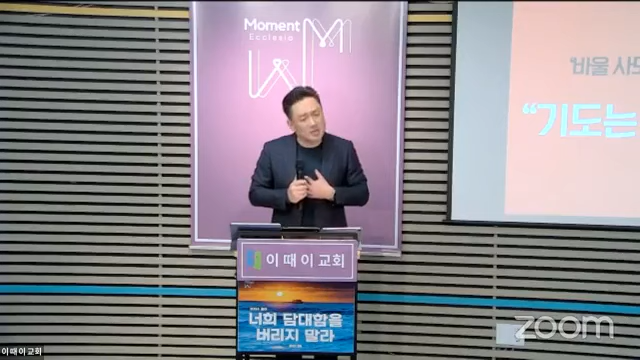 Moment
Ecclesia
'바울 사도
“기도는
이 때 이 교회
너희 담대함을
버리지 말라
zoom
이때이교회